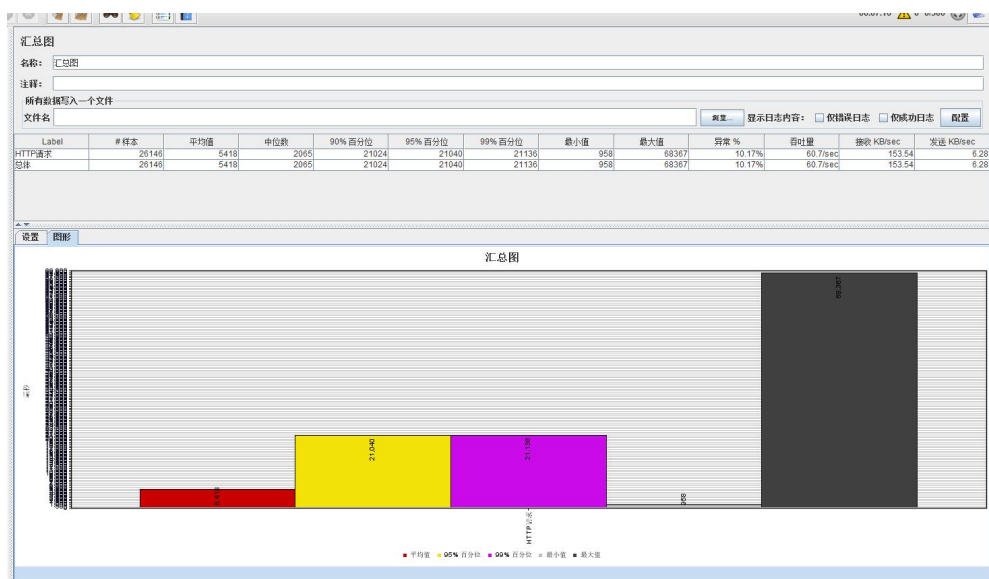 汇总图
名称: 汇总图
注释:
所有数据写入一个文件
文件名 浏览... 显示日志内容: 仅错误日志 仅成功日志 配置
Label # 样本 平均值 中位数 90% 百分位 95% 百分位 99% 百分位 最小值 最大值 异常 % 吞吐量 接收 KB/sec 发送 KB/sec
HTTP请求 26146 5418 2065 21024 21040 21136 958 68367 10.17% 60.7/sec 153.54 6.28
总体 26146 5418 2065 21024 21040 21136 958 68367 10.17% 60.7/sec 153.54 6.28
设置 图形
汇总图
5,418
21,040
21,136
958
HTTP请求
平均值 95% 百分位 99% 百分位 最小值 最大值